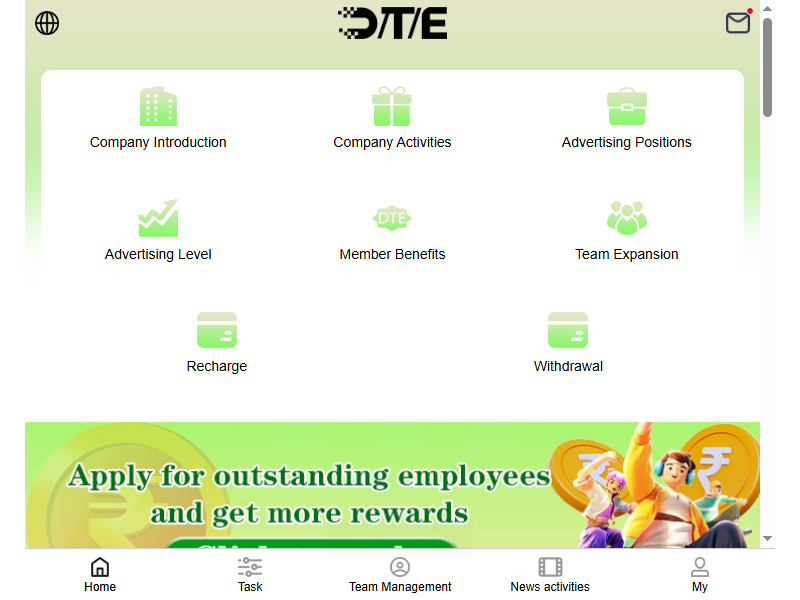 DTE
Company Introduction
Company Activities
Advertising Positions
DTE
Advertising Level
Member Benefits
Team Expansion
Recharge
Withdrawal
Apply for outstanding employees
and get more rewards
Home
Task
Team Management
News activities
My